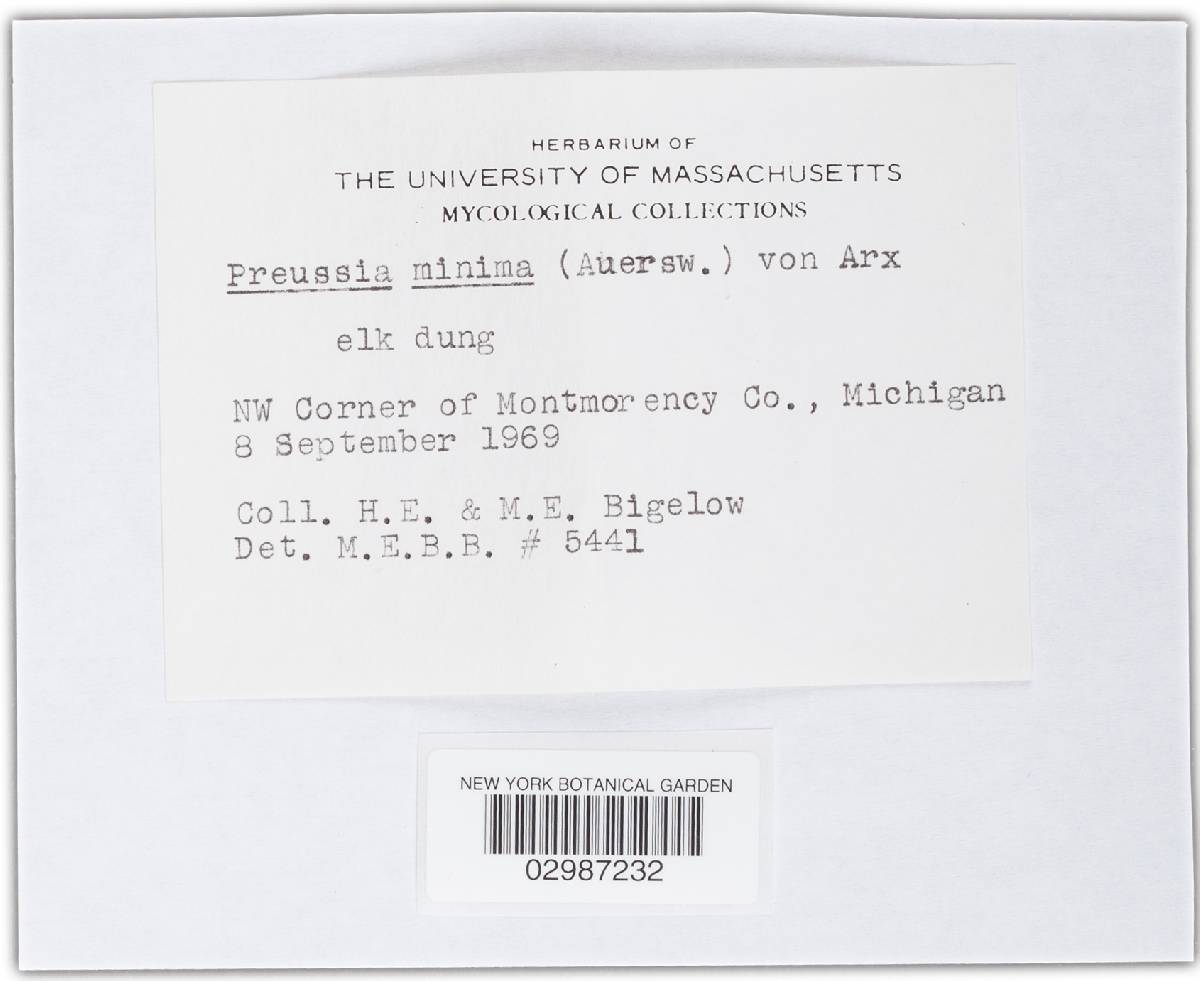 HERBARIUM OF
THE UNIVERSITY OF MASSACHUSETTS
MYCOLOGICAL COLLECTIONS
Preussia minima (Auersw.) von Arx
elk dung
NW Corner of Montmorency Co., Michigan
8 September 1969
Coll. H.E. & M.E. Bigelow
Det. M.E.B.B. # 5441
NEW YORK BOTANICAL GARDEN
02987232